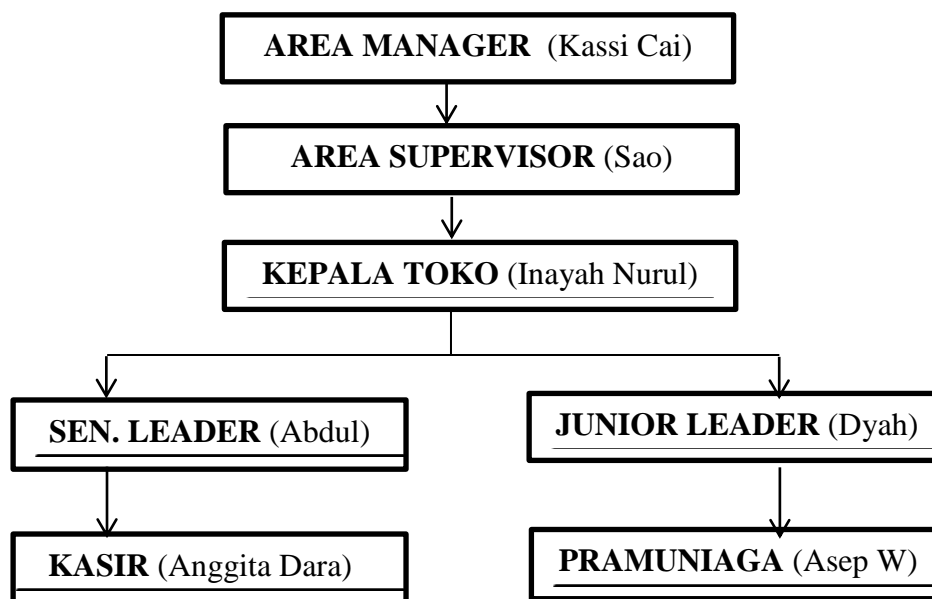 AREA MANAGER (Kassi Cai)
AREA SUPERVISOR (Sao)
KEPALA TOKO (Inayah Nurul)
SEN. LEADER (Abdul)
JUNIOR LEADER (Dyah)
KASIR (Anggita Dara)
PRAMUNIAGA (Asep W)